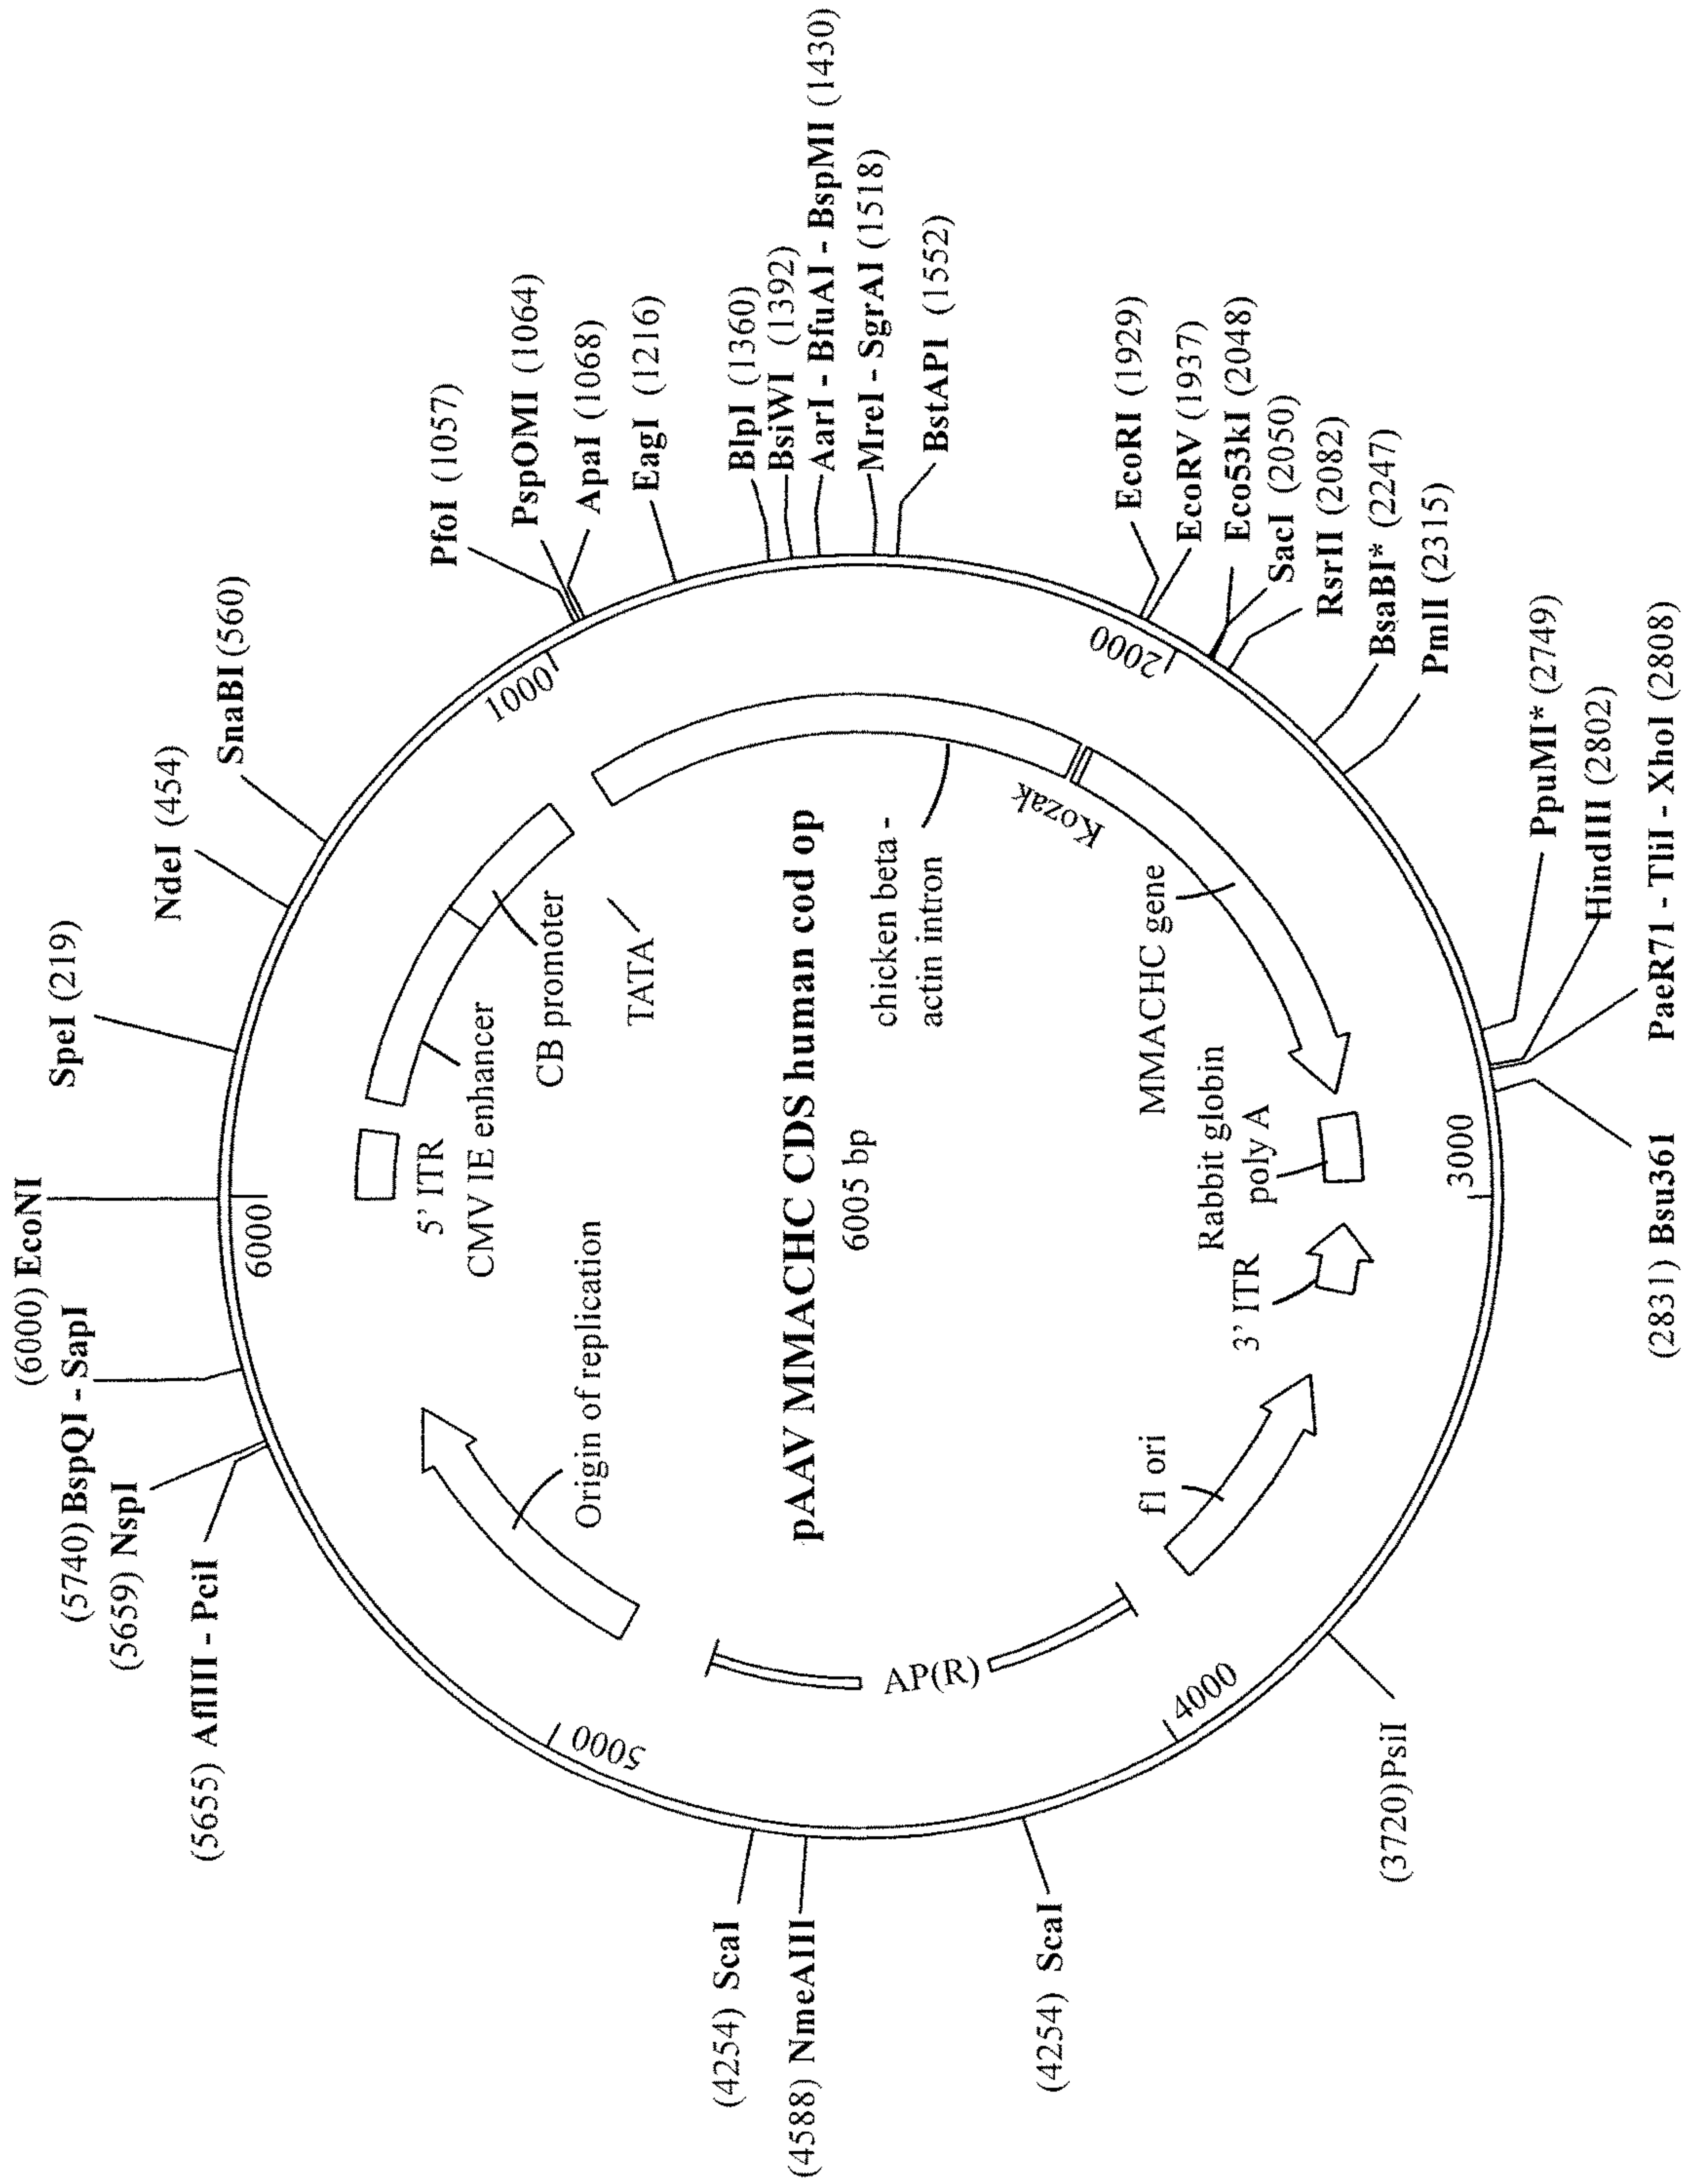 (6000) EcoNI
SpeI (219)
NdeI (454)
SnaBI (560)
PfoI (1057)
PspOMI (1064)
ApaI (1068)
EagI (1216)
BlpI (1360)
BsiWI (1392)
AarI - BfuAI - BspMI (1430)
MreI - SgrAI (1518)
BstAPI (1552)
EcoRI (1929)
EcoRV (1937)
Eco53kI (2048)
SacI (2050)
RsrII (2082)
BsaBI* (2247)
PmlI (2315)
PpuMI* (2749)
HindIII (2802)
PaeR7I - TliI - XhoI (2808)
(2831) Bsu36I
(3720)PsiI
(4254) ScaI
(4588) NmeAIII
(4254) ScaI
(5655) AflIII - PciI
(5659) NspI
(5740) BspQI - SapI
6000
1000
2000
3000
4000
5000
5' ITR
CMV IE enhancer
CB promoter
TATA
chicken beta -
actin intron
Kozak
MMACHC gene
Rabbit globin
poly A
3' ITR
f1 ori
AP(R)
Origin of replication
pAAV MMACHC CDS human cod op
6005 bp